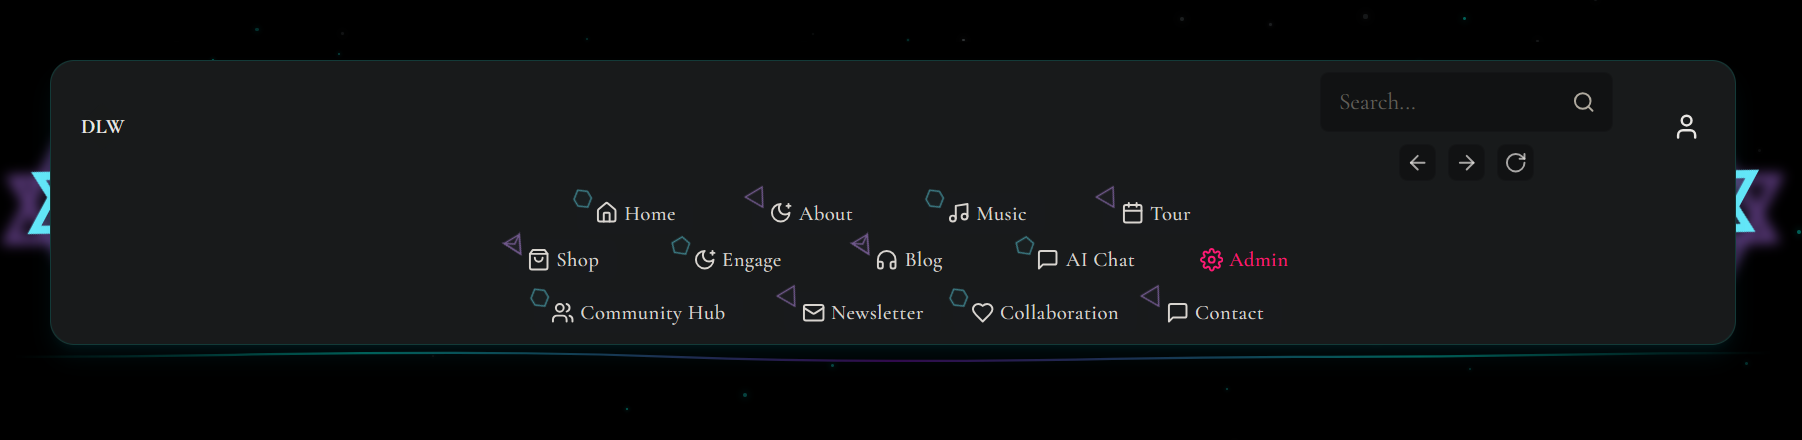 Search...
DLW
Home About Music Tour
Shop Engage Blog AI Chat Admin
Community Hub Newsletter Collaboration Contact